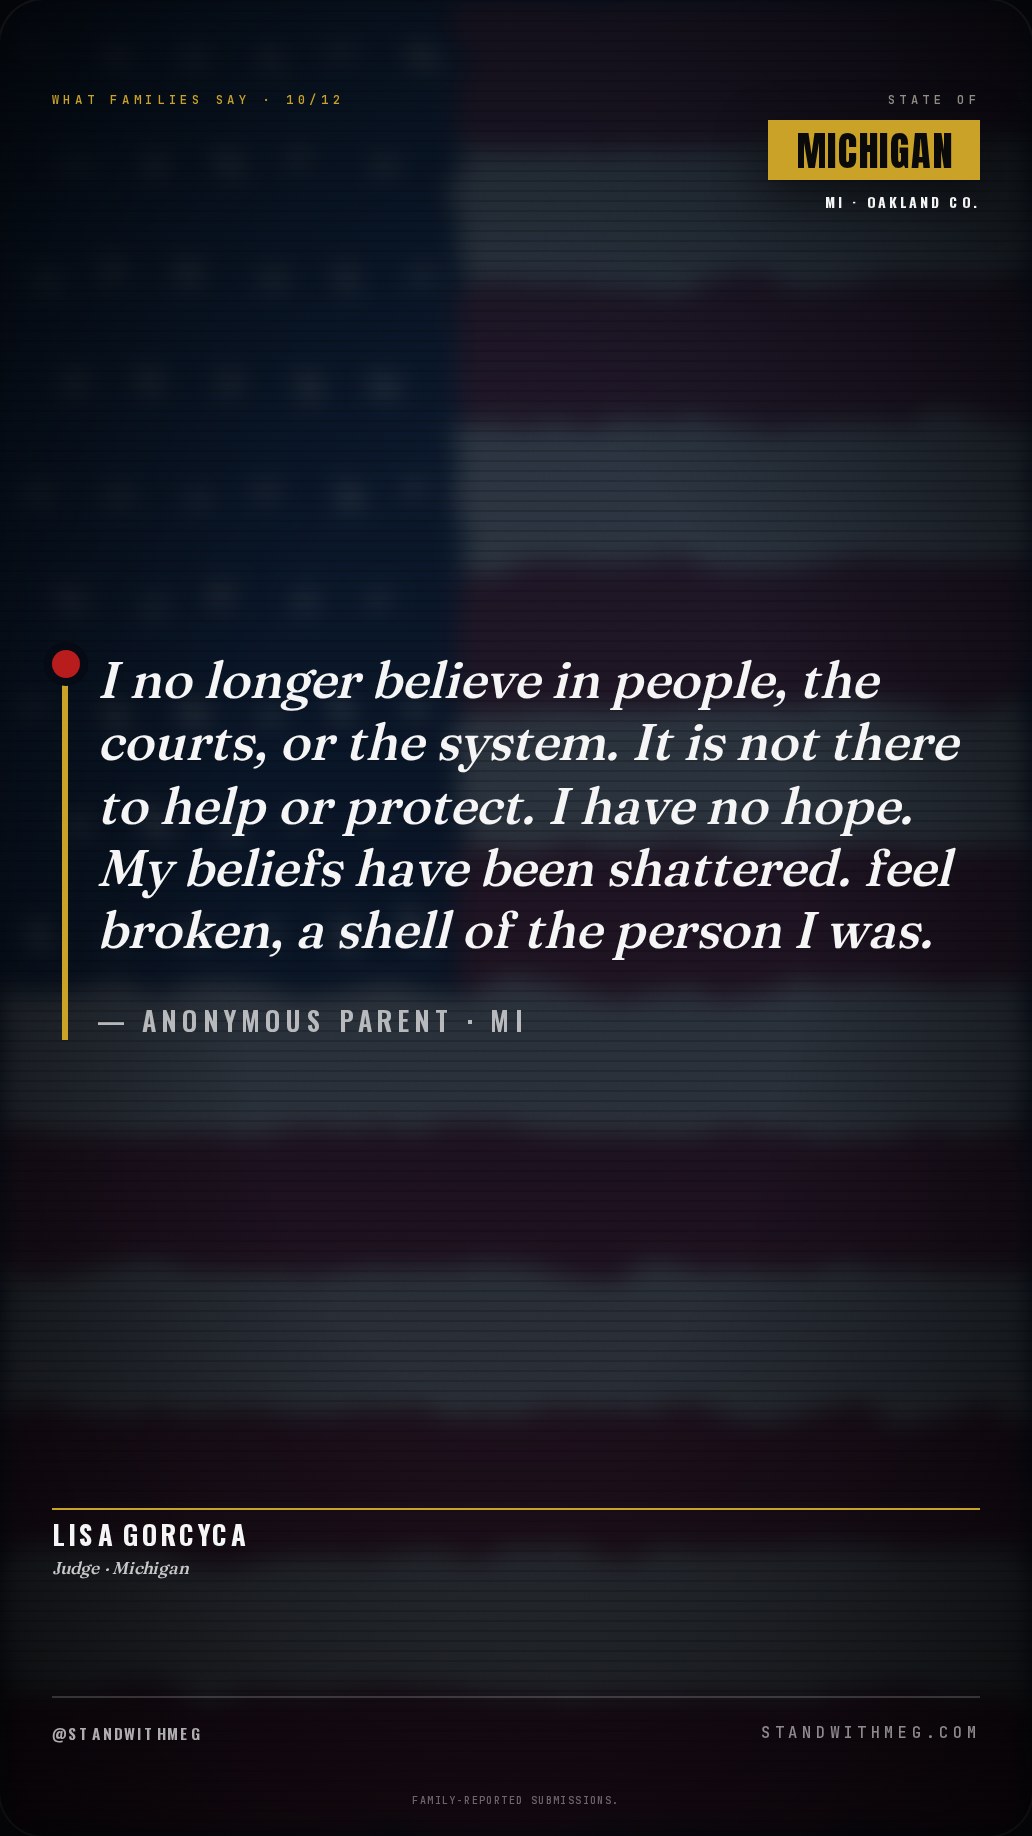 WHAT FAMILIES SAY · 10/12
STATE OF
MICHIGAN
MI · OAKLAND CO.
I no longer believe in people, the
courts, or the system. It is not there
to help or protect. I have no hope.
My beliefs have been shattered. feel
broken, a shell of the person I was.
— ANONYMOUS PARENT · MI
LISA GORCYCA
Judge · Michigan
@STANDWITHMEG
STANDWITHMEG.COM
FAMILY-REPORTED SUBMISSIONS.